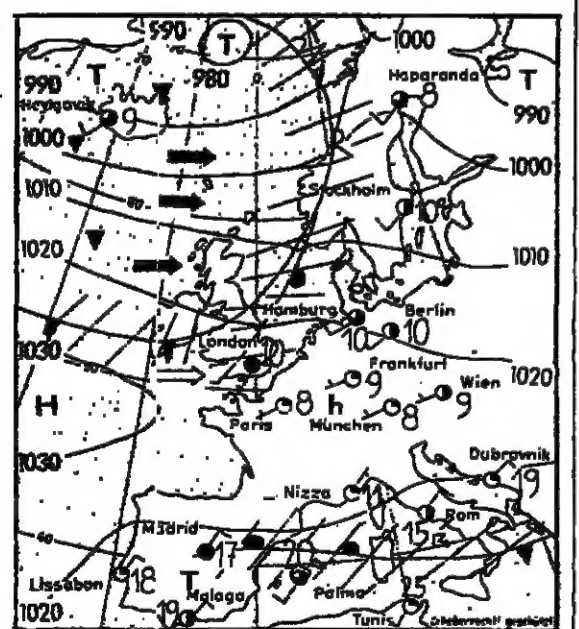 590
T
1000
990
T
980
Haparanda
8
T
990
9
1000
1000
1010
Stockholm
10
1020
1010
Hamburg
Berlin
10
10
1030
London
Frankfurt
9
Wien
9
1020
H
Paris
8
h
München
8
1030
Dubrovnik
19
Nizza
11
Rom
15
Madrid
17
20
Lissabon
18
T
Malaga
19
Palma
Tunis
1020